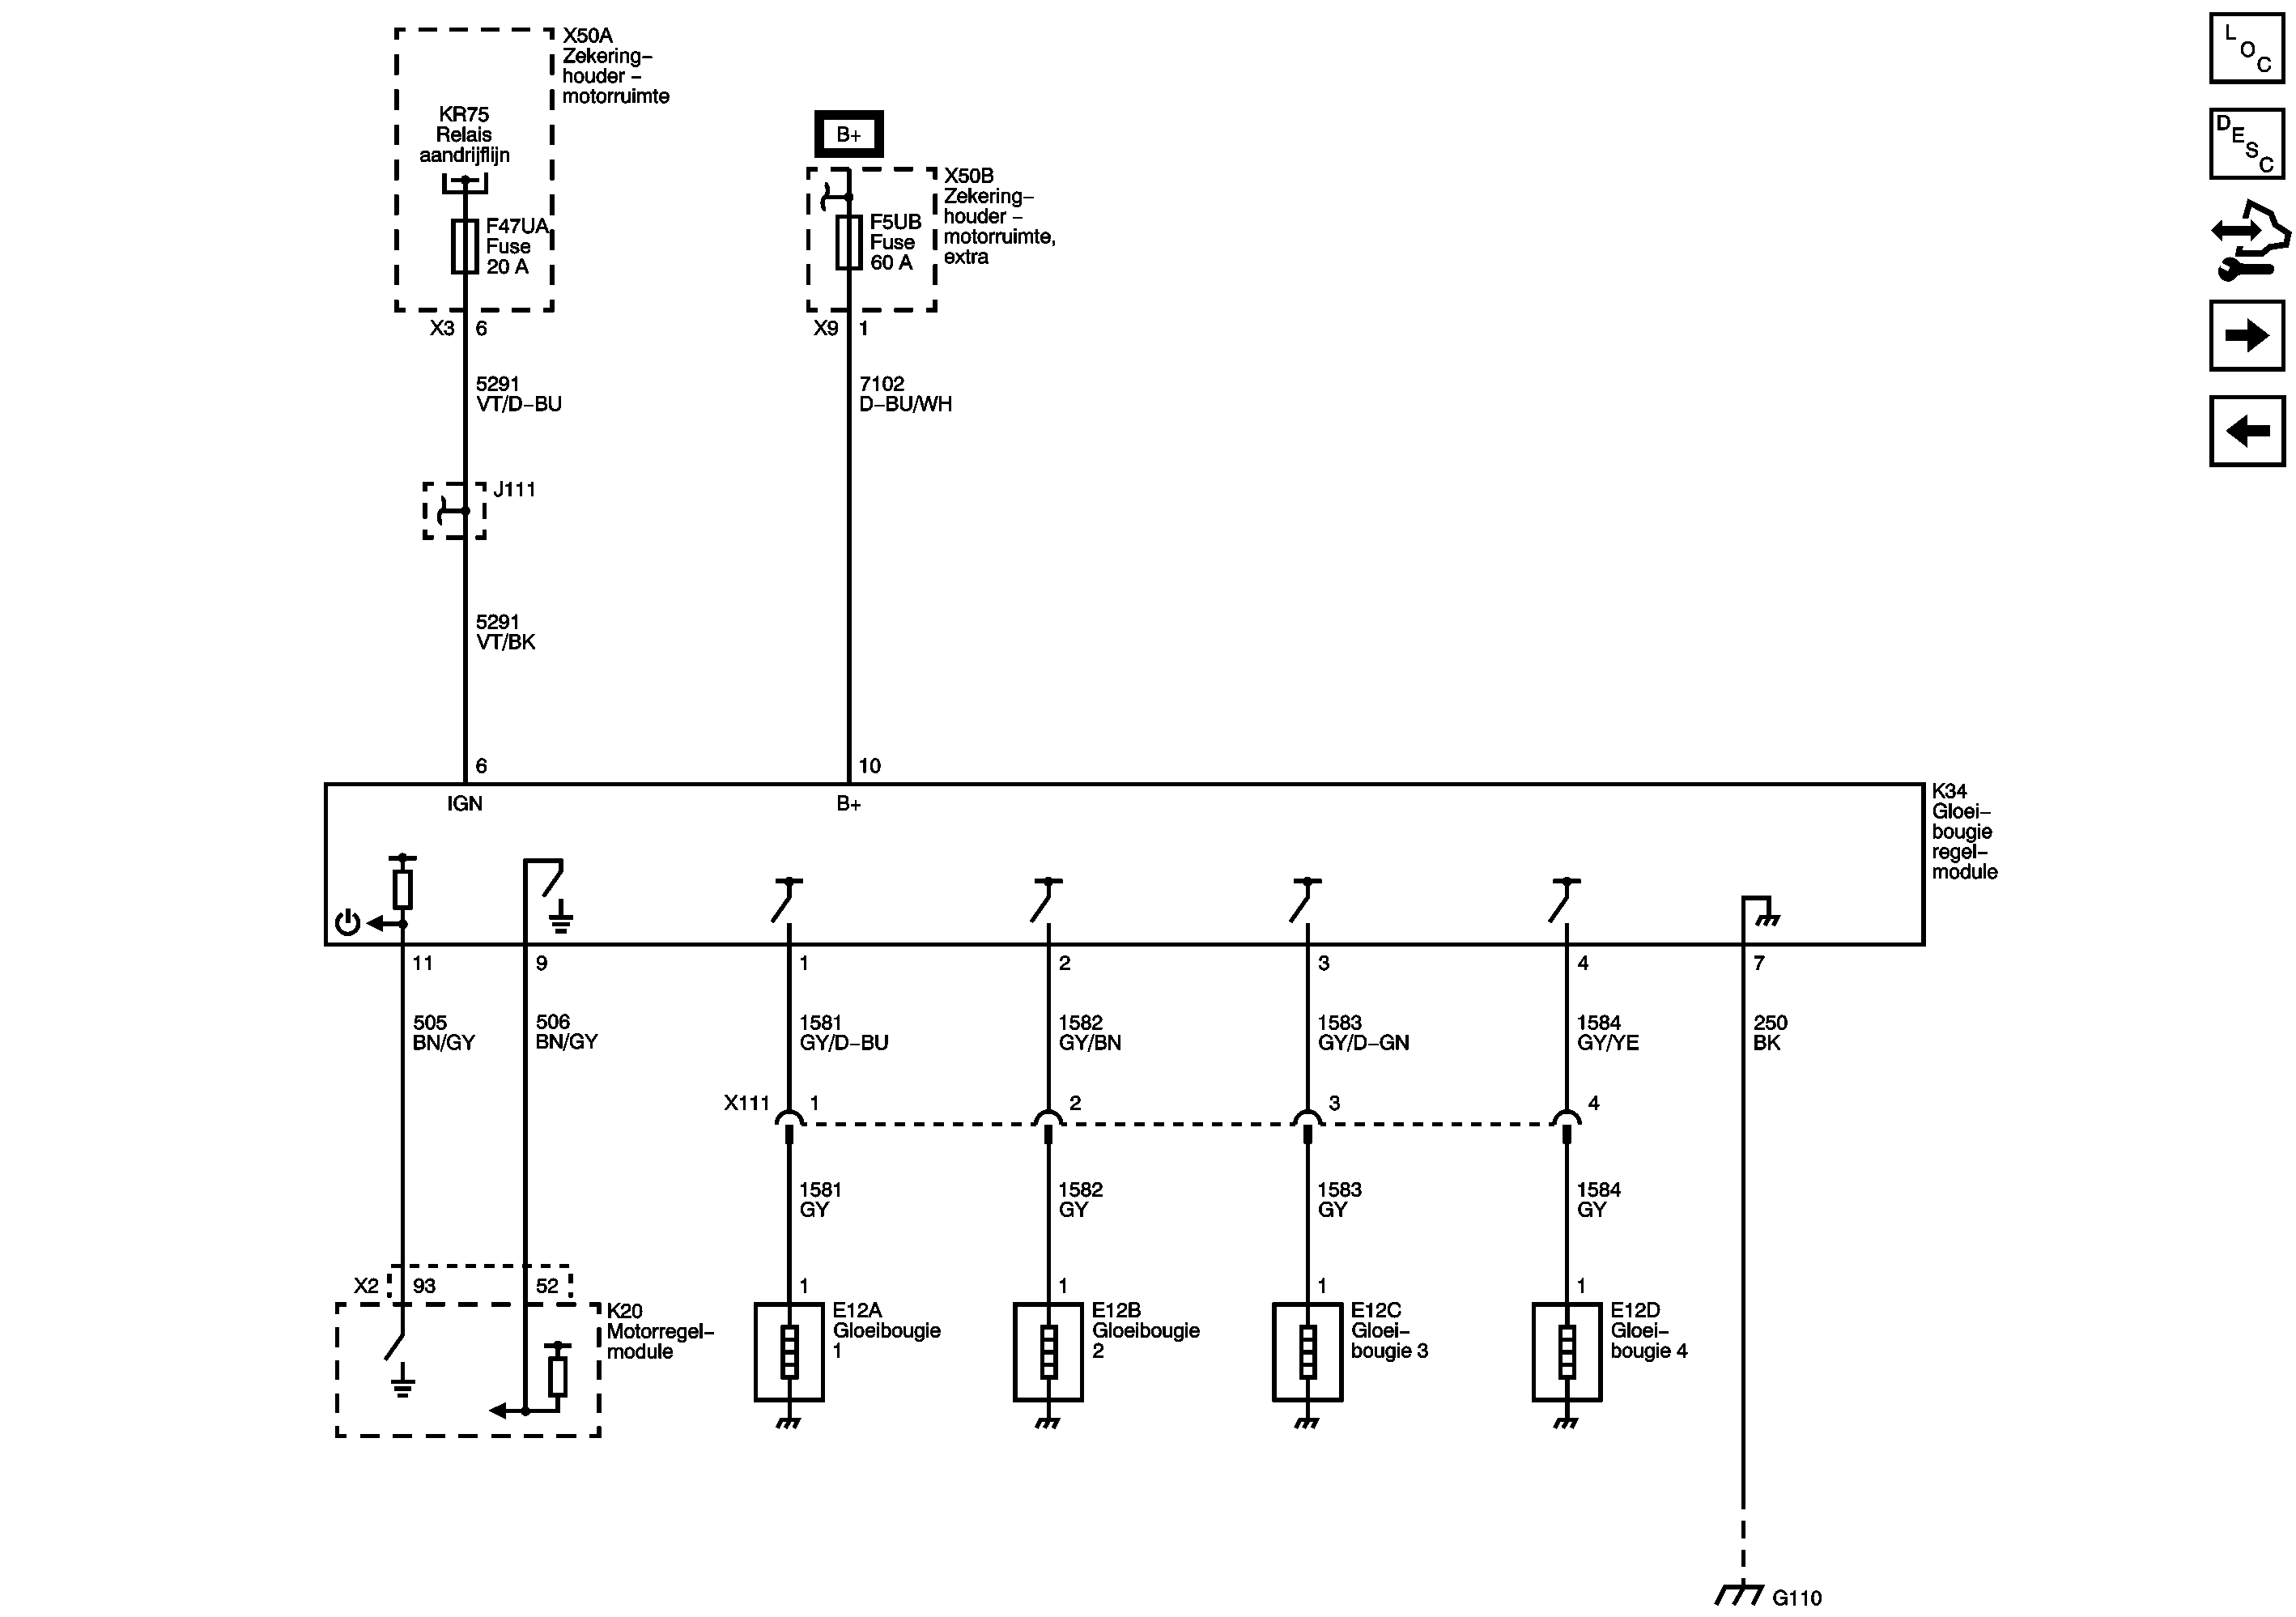 X50A
Zekering–
houder –
motorruimte
KR75
Relais
aandrijflijn
F47UA
Fuse
20 A
X3 6
B+
X50B
Zekering–
houder –
motorruimte,
extra
F5UB
Fuse
60 A
X9 1
L
O
C
D
E
S
C
5291
VT/D–BU
7102
D–BU/WH
J111
5291
VT/BK
6
10
IGN
B+
K34
Gloei–
bougie
regel–
module
11
9
1
2
3
4
7
505
BN/GY
506
BN/GY
1581
GY/D–BU
1582
GY/BN
1583
GY/D–GN
1584
GY/YE
250
BK
X111 1
2
3
4
1581
GY
1582
GY
1583
GY
1584
GY
X2 93
52
1
1
1
1
K20
Motorregel–
module
E12A
Gloeibougie
1
E12B
Gloeibougie
2
E12C
Gloei–
bougie 3
E12D
Gloei–
bougie 4
G110